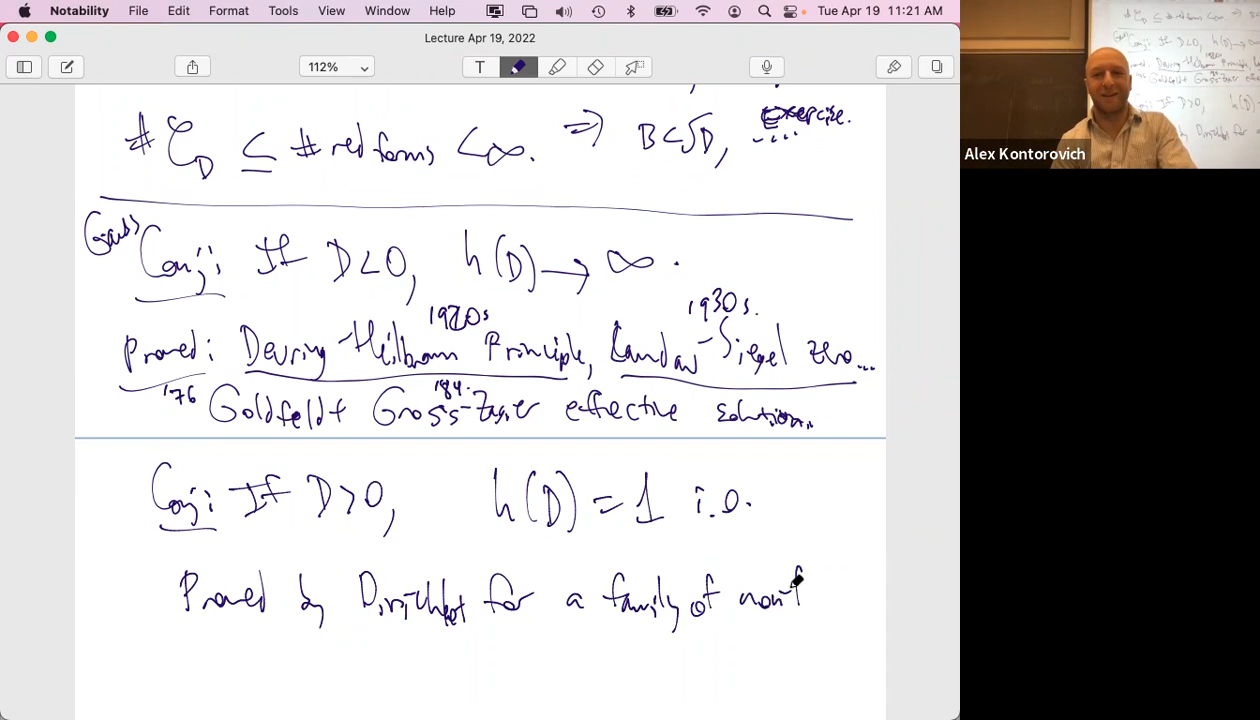 Notability File Edit Format Tools View Window Help Tue Apr 19 11:21 AM
Lecture Apr 19, 2022
112% T
# C_D ≤ # red forms < ∞. ⇒ B<√D, Exercise.
....
Gauss
Conj: If D<0, h(D) → ∞.
1920s 1930s.
Proved: Deuring-Heilbronn Principle, Landau-Siegel zero...
'76 '84.
Goldfeldt Gross-Zagier effective solution.
Conj: If D>0, h(D) = 1 i.o.
Proved by Dirichlet for a family of non-f
Alex Kontorovich